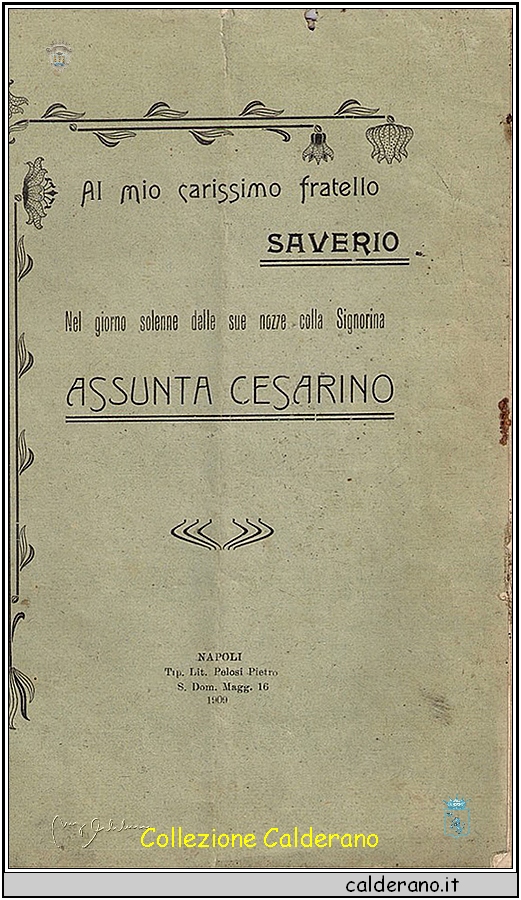 Al mio carissimo fratello
SAVERIO
Nel giorno solenne dalle sue nozze colla Signorina
ASSUNTA CESARINO
NAPOLI
Tip. Lit. Pelosi Pietro
S. Dom. Magg. 16
1909
Collezione Calderano
calderano.it